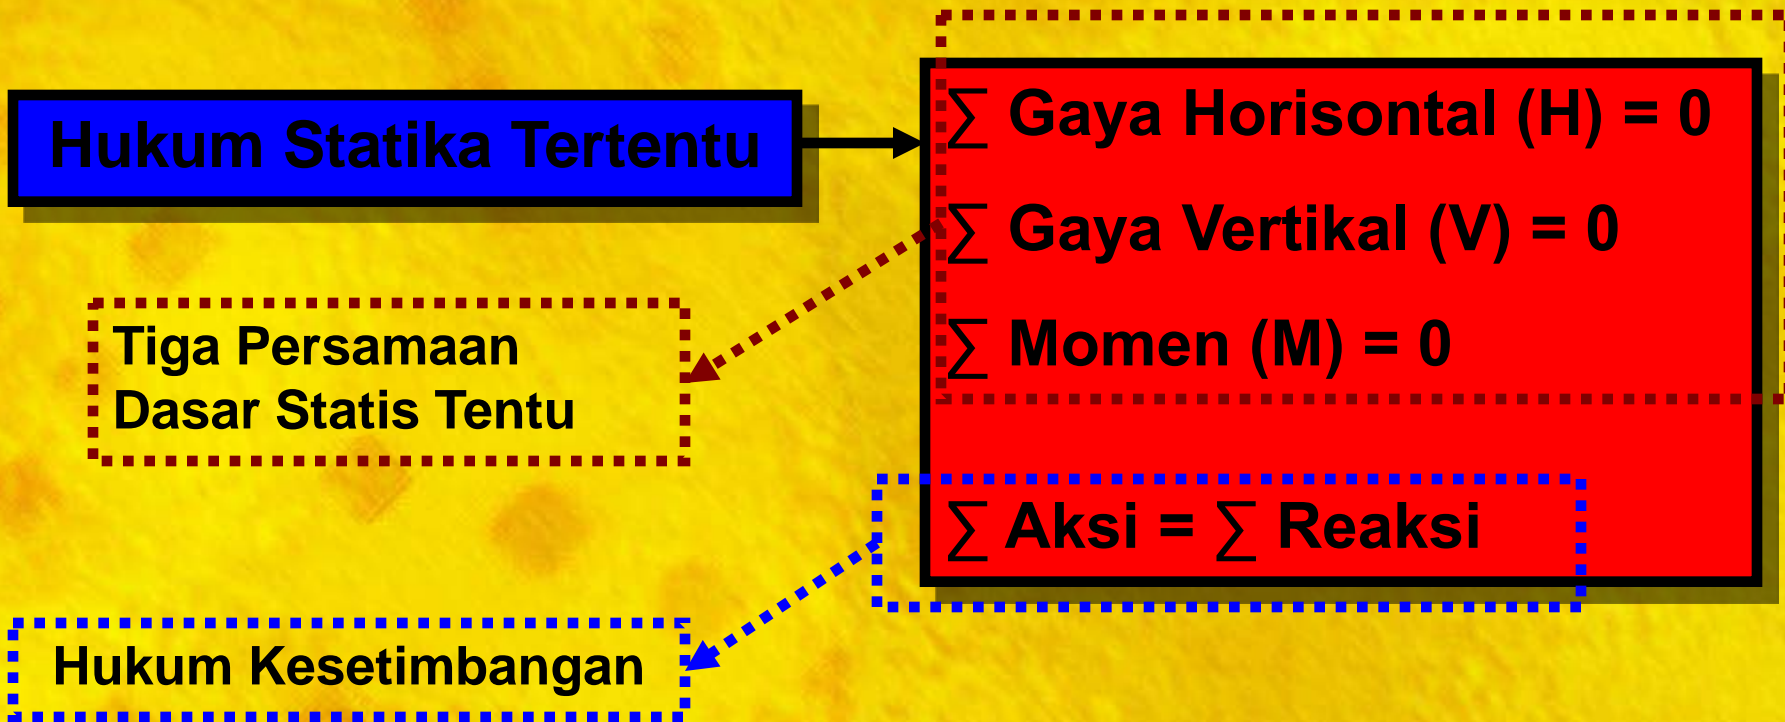 Hukum Statika Tertentu
∑ Gaya Horisontal (H) = 0
∑ Gaya Vertikal (V) = 0
∑ Momen (M) = 0
∑ Aksi = ∑ Reaksi
Tiga Persamaan
Dasar Statis Tentu
Hukum Kesetimbangan